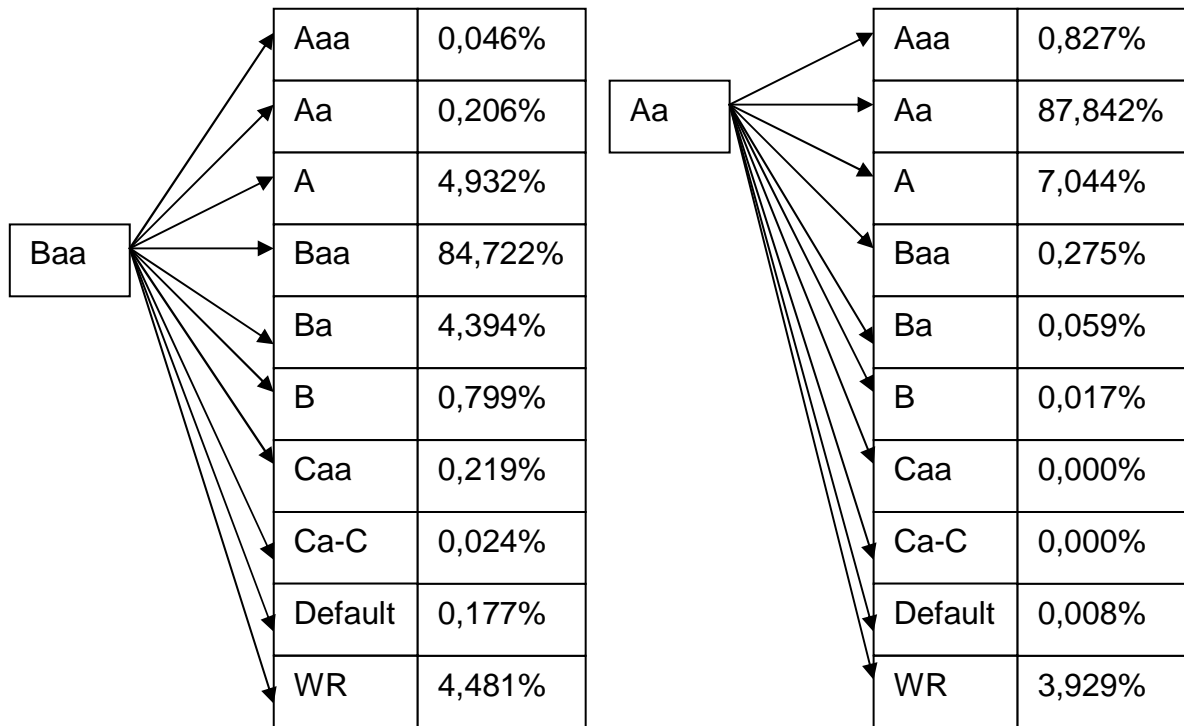 Baa
Aaa 0,046%
Aa 0,206%
A 4,932%
Baa 84,722%
Ba 4,394%
B 0,799%
Caa 0,219%
Ca-C 0,024%
Default 0,177%
WR 4,481%
Aa
Aaa 0,827%
Aa 87,842%
A 7,044%
Baa 0,275%
Ba 0,059%
B 0,017%
Caa 0,000%
Ca-C 0,000%
Default 0,008%
WR 3,929%